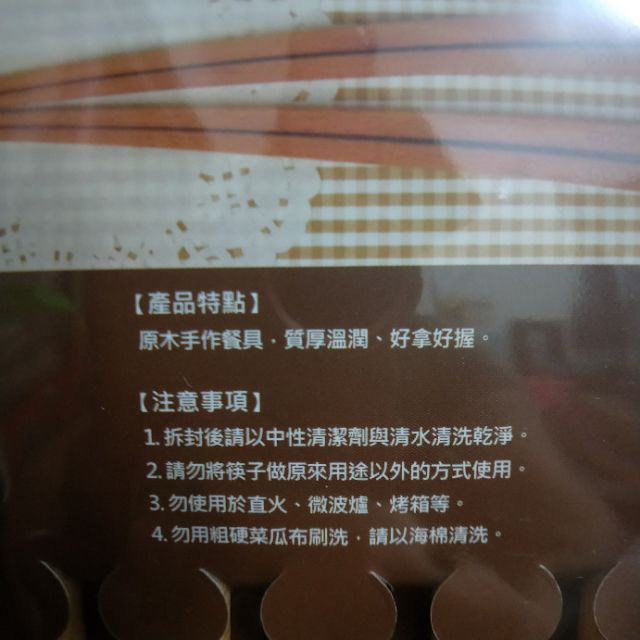 【產品特點】
原木手作餐具，質厚溫潤、好拿好握。
【注意事項】
1. 拆封後請以中性清潔劑與清水清洗乾淨。
2. 請勿將筷子做原來用途以外的方式使用。
3. 勿使用於直火、微波爐、烤箱等。
4. 勿用粗硬菜瓜布刷洗，請以海棉清洗。